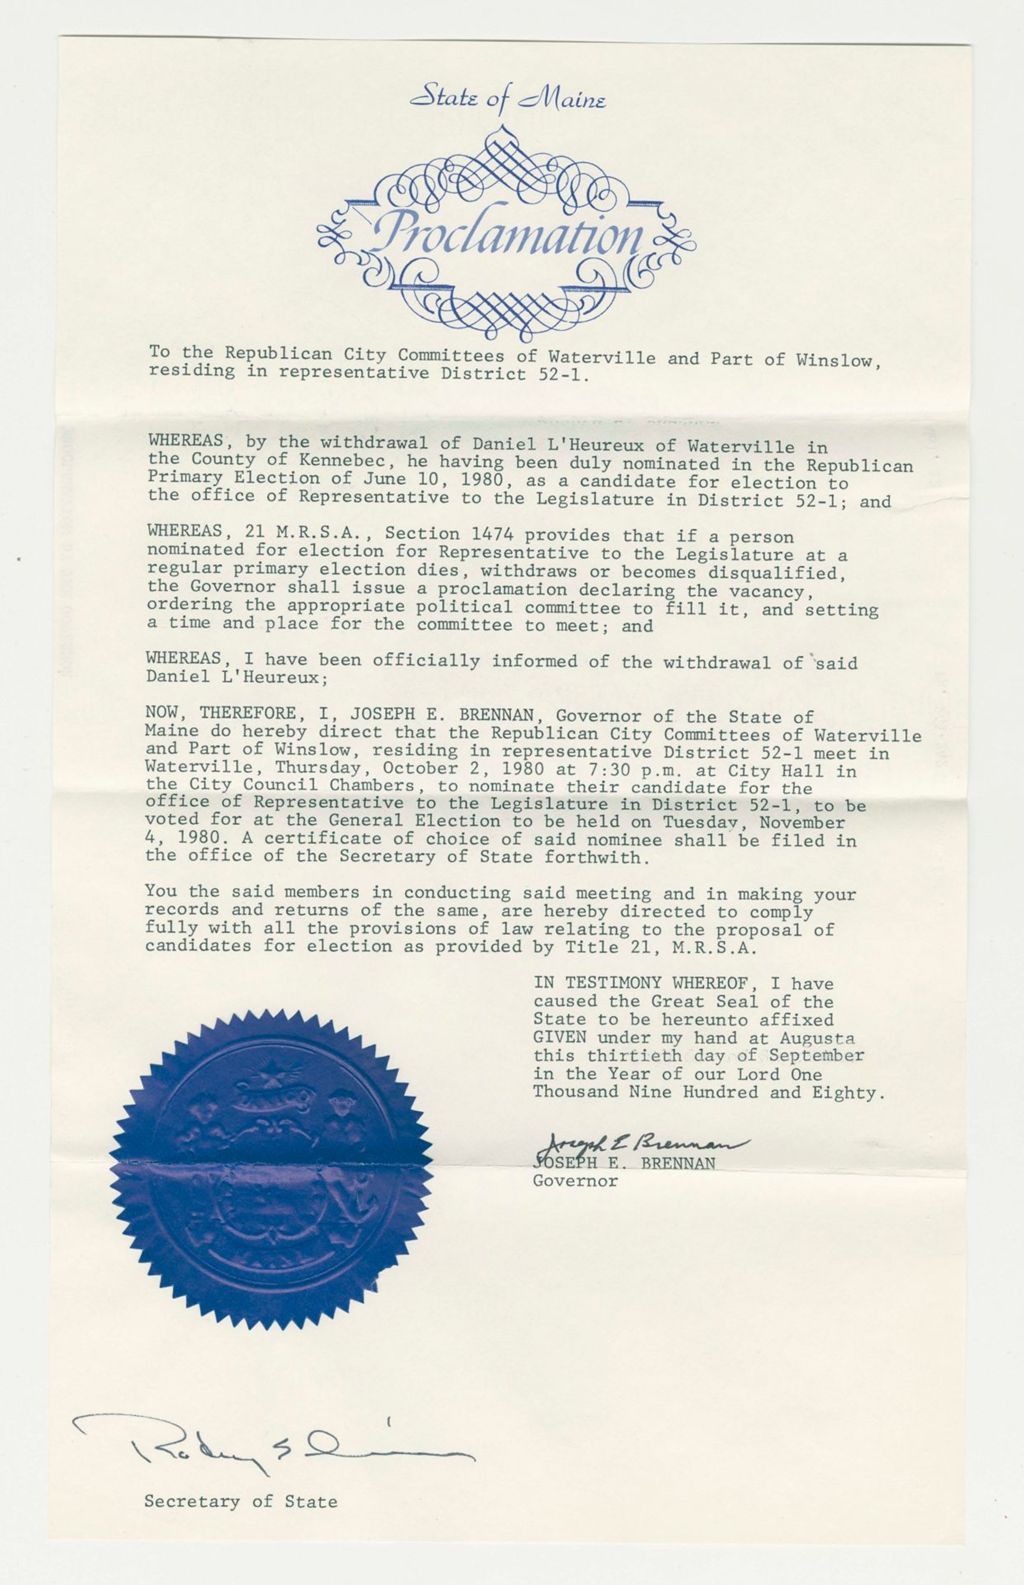 State of Maine
Proclamation
To the Republican City Committees of Waterville and Part of Winslow,
residing in representative District 52-1.
WHEREAS, by the withdrawal of Daniel L'Heureux of Waterville in
the County of Kennebec, he having been duly nominated in the Republican
Primary Election of June 10, 1980, as a candidate for election to
the office of Representative to the Legislature in District 52-1; and
WHEREAS, 21 M.R.S.A., Section 1474 provides that if a person
nominated for election for Representative to the Legislature at a
regular primary election dies, withdraws or becomes disqualified,
the Governor shall issue a proclamation declaring the vacancy,
ordering the appropriate political committee to fill it, and setting
a time and place for the committee to meet; and
WHEREAS, I have been officially informed of the withdrawal of said
Daniel L'Heureux;
NOW, THEREFORE, I, JOSEPH E. BRENNAN, Governor of the State of
Maine do hereby direct that the Republican City Committees of Waterville
and Part of Winslow, residing in representative District 52-1 meet in
Waterville, Thursday, October 2, 1980 at 7:30 p.m. at City Hall in
the City Council Chambers, to nominate their candidate for the
office of Representative to the Legislature in District 52-1, to be
voted for at the General Election to be held on Tuesday, November
4, 1980. A certificate of choice of said nominee shall be filed in
the office of the Secretary of State forthwith.
You the said members in conducting said meeting and in making your
records and returns of the same, are hereby directed to comply
fully with all the provisions of law relating to the proposal of
candidates for election as provided by Title 21, M.R.S.A.
IN TESTIMONY WHEREOF, I have
caused the Great Seal of the
State to be hereunto affixed
GIVEN under my hand at Augusta
this thirtieth day of September
in the Year of our Lord One
Thousand Nine Hundred and Eighty.
Joseph E Brennan
JOSEPH E. BRENNAN
Governor
Rodney S
Secretary of State